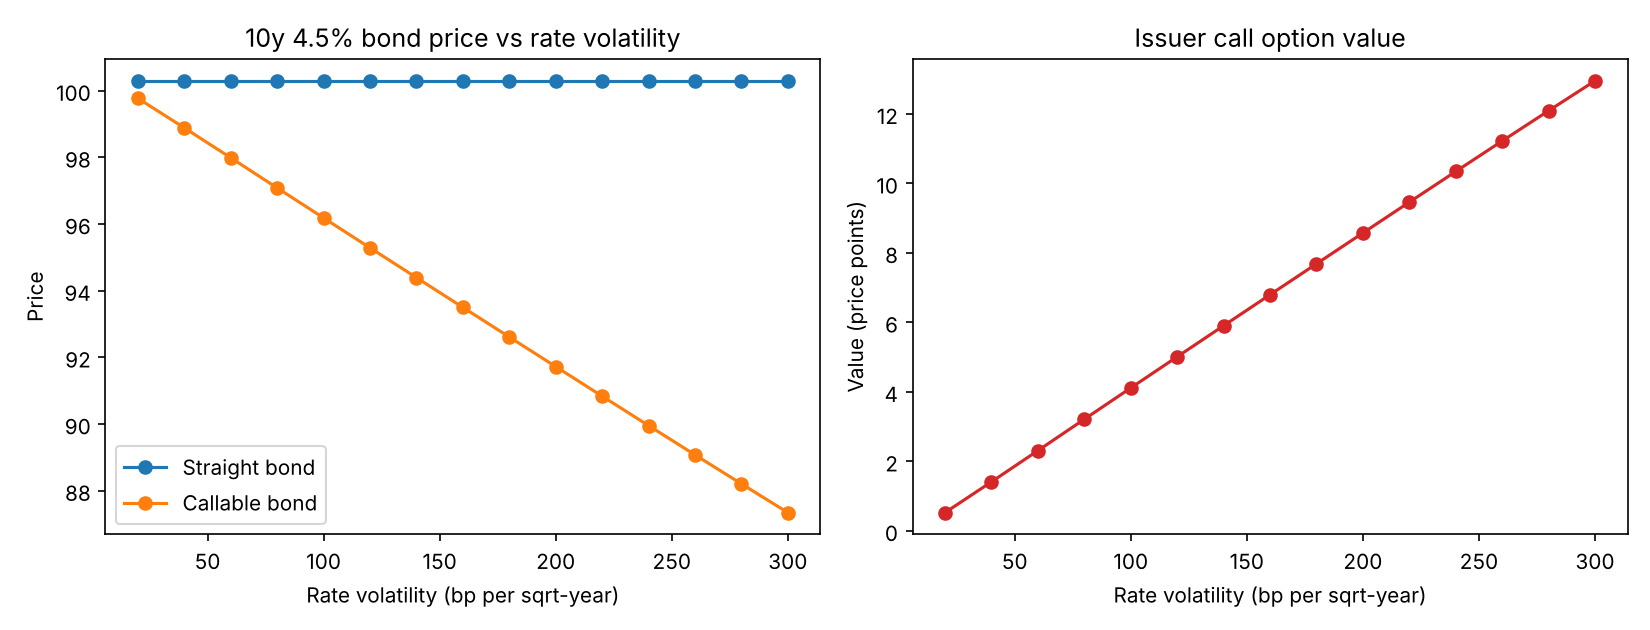 10y 4.5% bond price vs rate volatility
Price
100
98
96
94
92
90
88
Straight bond
Callable bond
50 100 150 200 250 300
Rate volatility (bp per sqrt-year)
Issuer call option value
Value (price points)
12
10
8
6
4
2
0
50 100 150 200 250 300
Rate volatility (bp per sqrt-year)